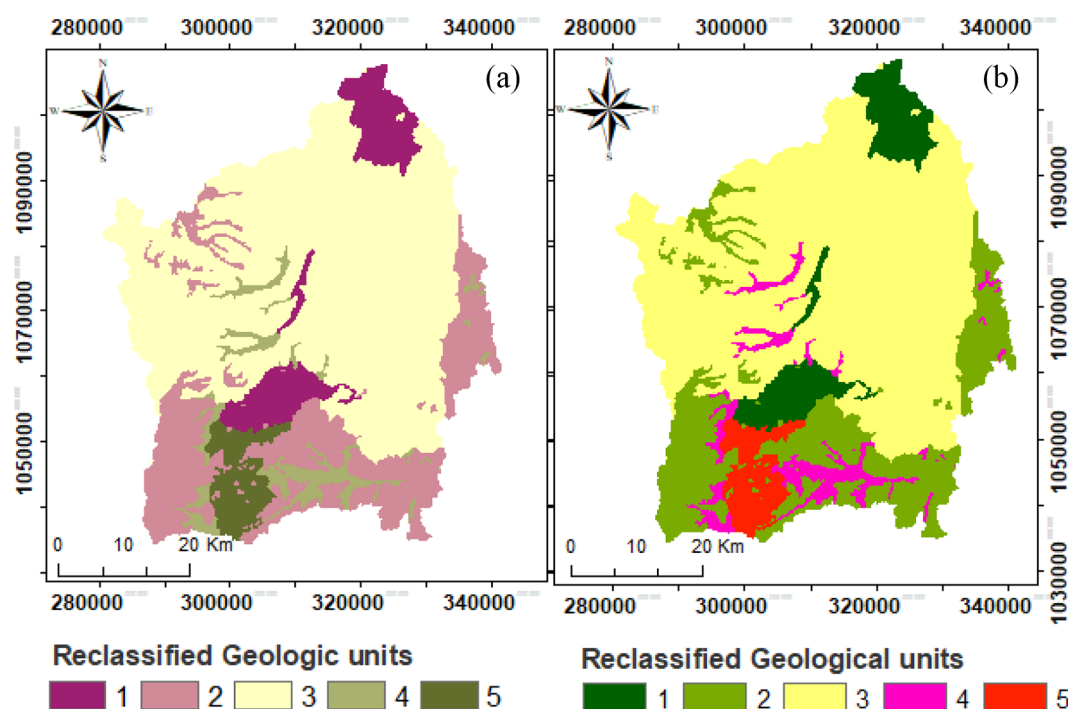 280000 300000 320000 340000 280000 300000 320000 340000
N (a) N (b)
W E W E
S S
1090000 1090000
1070000 1070000
1050000 1050000
1030000
0 10 20 Km 0 10 20 Km
280000 300000 320000 340000 280000 300000 320000 340000
Reclassified Geologic units Reclassified Geological units
1 2 3 4 5 1 2 3 4 5